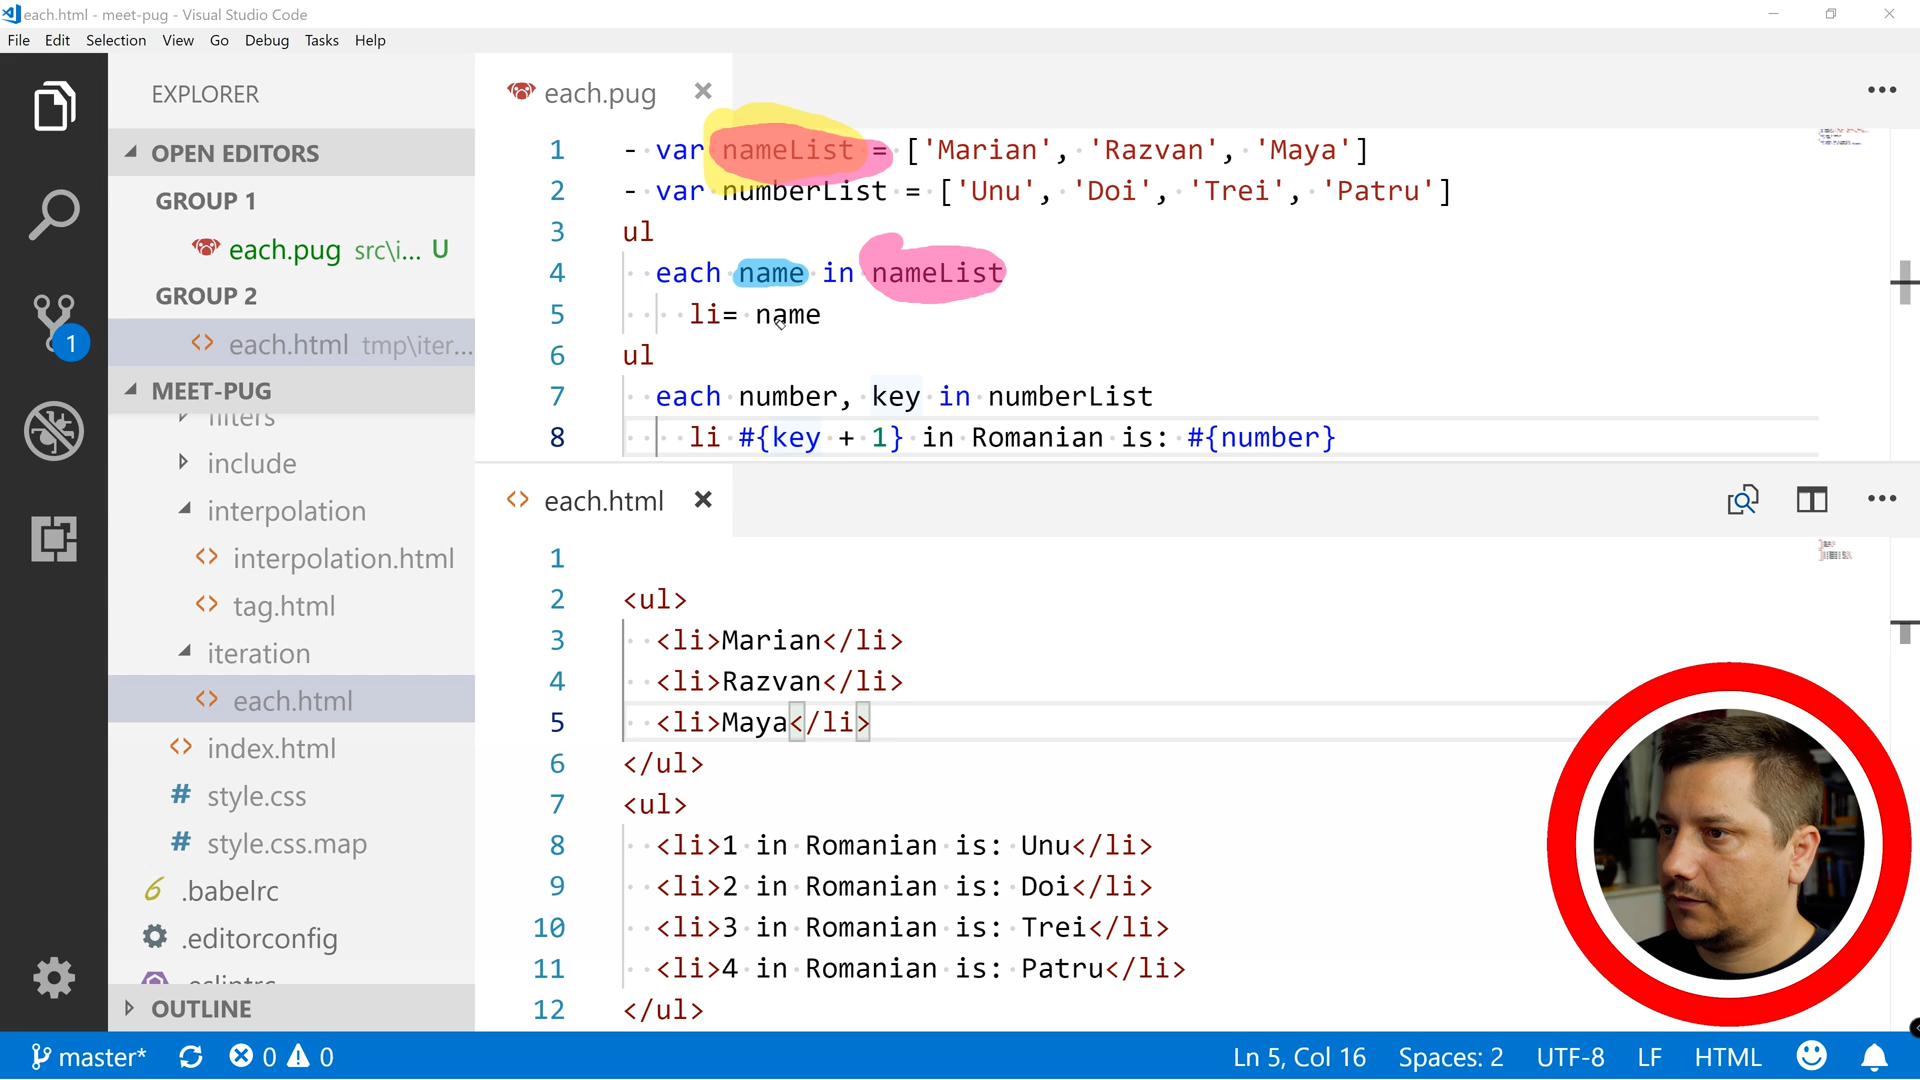 each.html - meet-pug - Visual Studio Code
File Edit Selection View Go Debug Tasks Help
EXPLORER
OPEN EDITORS
GROUP 1
each.pug src\i... U
GROUP 2
each.html tmp\iter...
MEET-PUG
filters
include
interpolation
interpolation.html
tag.html
iteration
each.html
index.html
style.css
style.css.map
.babelrc
.editorconfig
.eslintrc
OUTLINE
1
each.pug
1 - var nameList = ['Marian', 'Razvan', 'Maya']
2 - var numberList = ['Unu', 'Doi', 'Trei', 'Patru']
3 ul
4 each name in nameList
5 li= name
6 ul
7 each number, key in numberList
8 li #{key + 1} in Romanian is: #{number}
each.html
1
2 <ul>
3 <li>Marian</li>
4 <li>Razvan</li>
5 <li>Maya</li>
6 </ul>
7 <ul>
8 <li>1 in Romanian is: Unu</li>
9 <li>2 in Romanian is: Doi</li>
10 <li>3 in Romanian is: Trei</li>
11 <li>4 in Romanian is: Patru</li>
12 </ul>
master* 0 0 Ln 5, Col 16 Spaces: 2 UTF-8 LF HTML